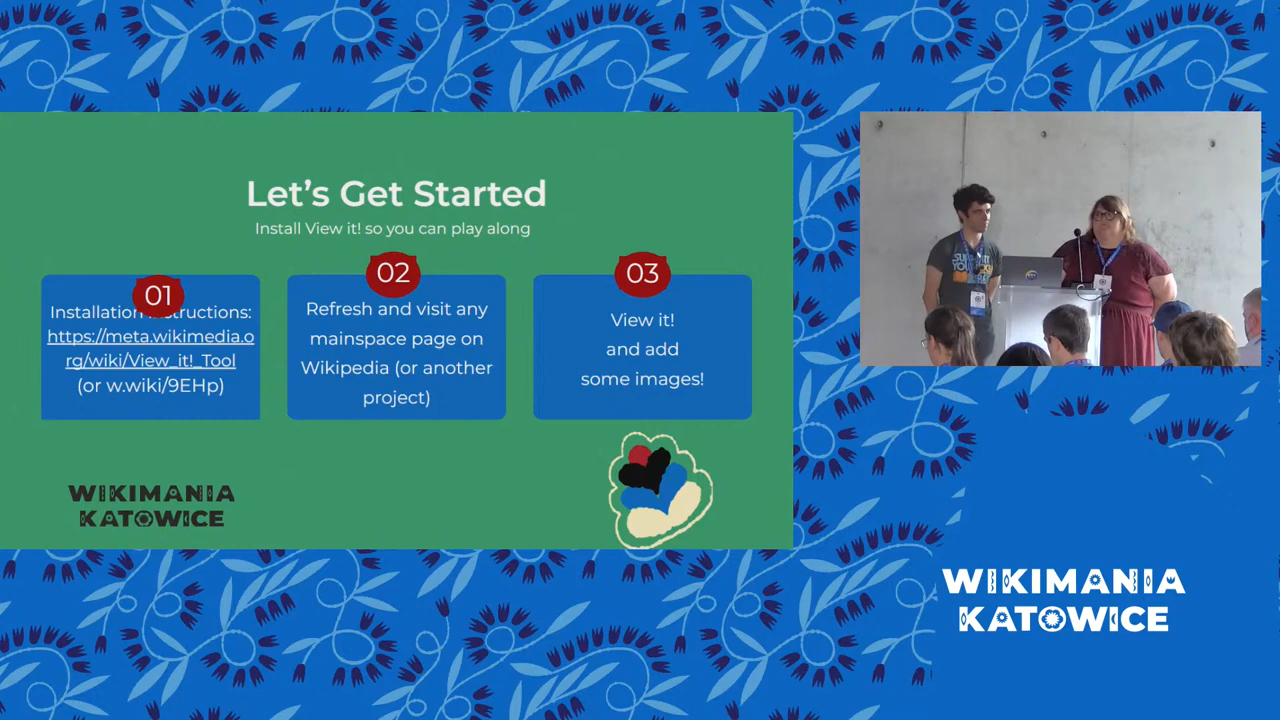 Let's Get Started
Install View it! so you can play along
01
Installation instructions:
https://meta.wikimedia.o
rg/wiki/View_it!_Tool
(or w.wiki/9EHp)
02
Refresh and visit any
mainspace page on
Wikipedia (or another
project)
03
View it!
and add
some images!
WIKIMANIA
KATOWICE
WIKIMANIA
KATOWICE